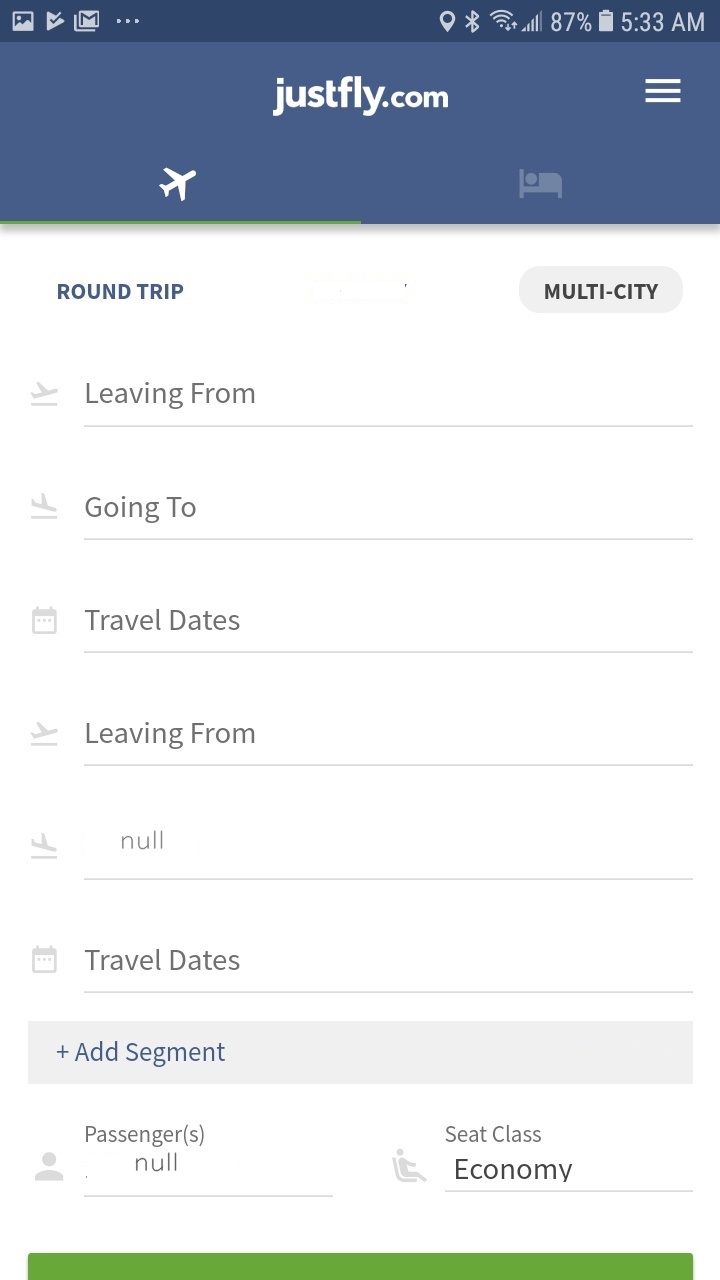 87% 5:33 AM
justfly.com
ROUND TRIP
MULTI-CITY
Leaving From
Going To
Travel Dates
Leaving From
null
Travel Dates
+ Add Segment
Passenger(s)
null
Seat Class
Economy